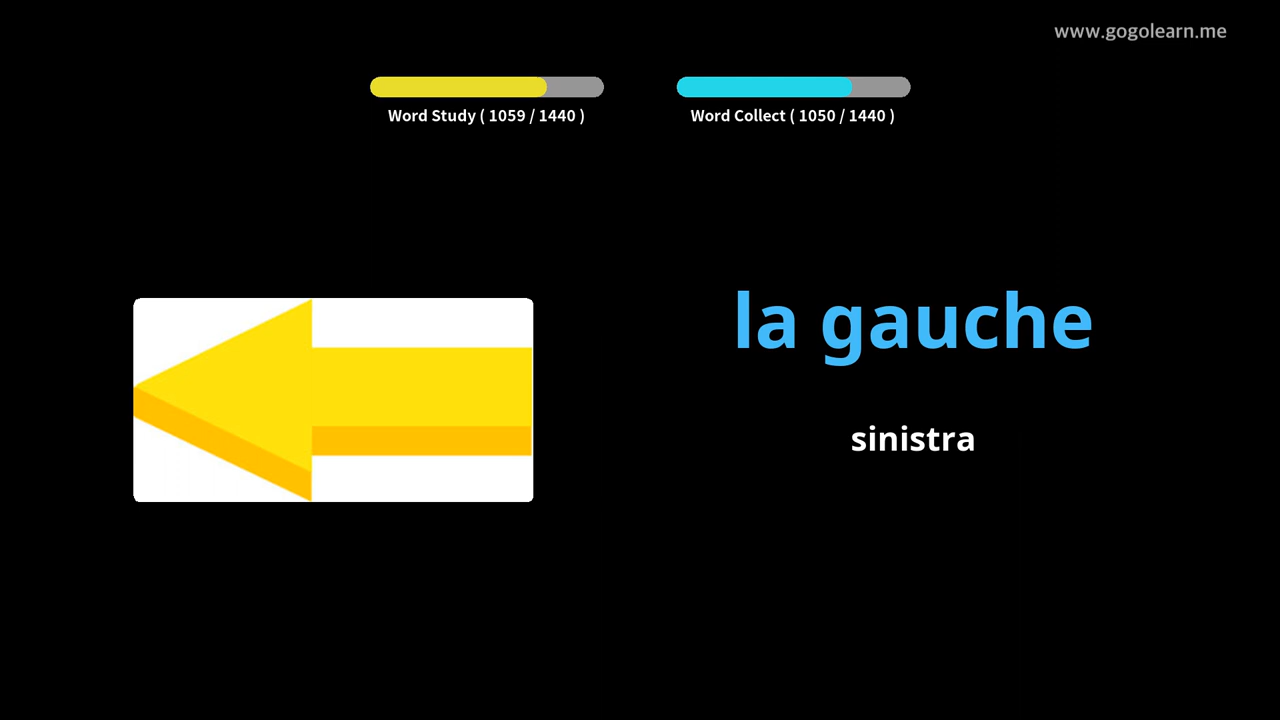 www.gogolearn.me
Word Study ( 1059 / 1440 )
Word Collect ( 1050 / 1440 )
la gauche
sinistra